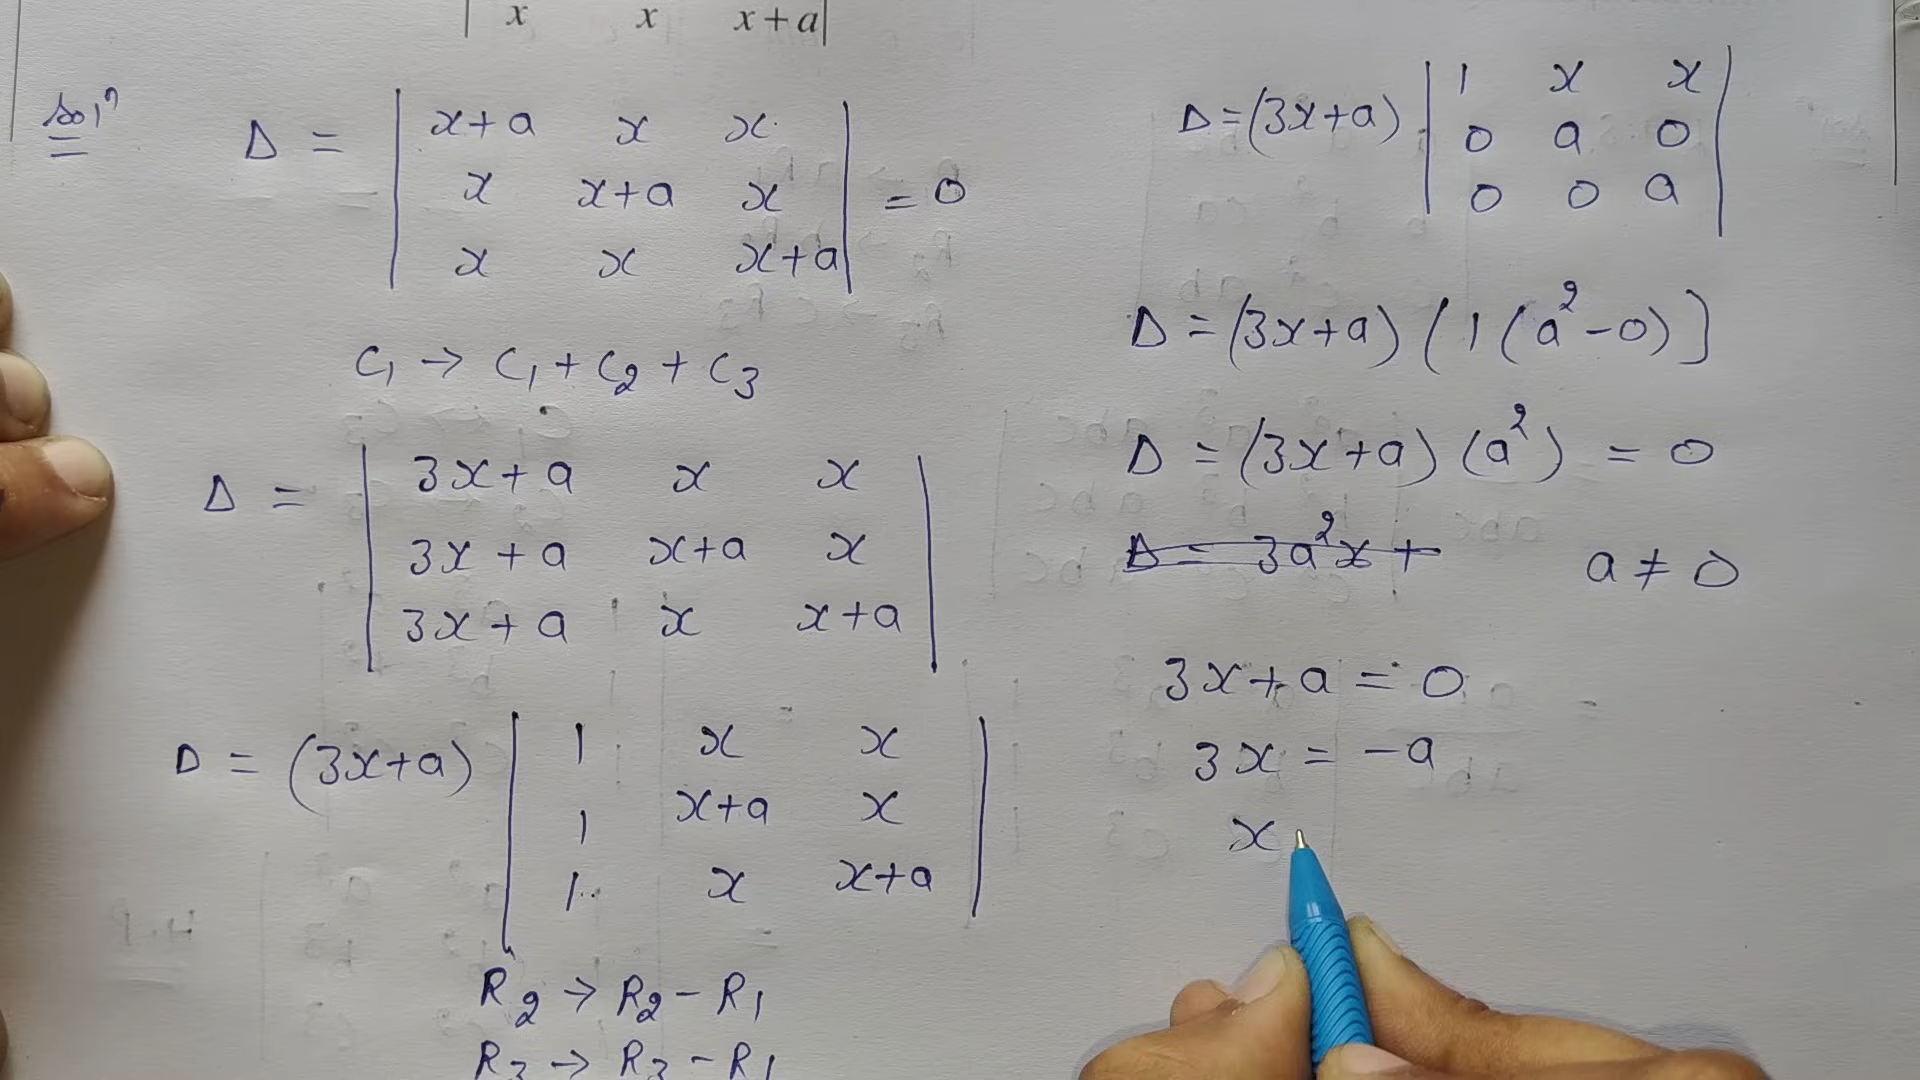 | x x x + a |
Solⁿ
Δ = | x+a x x |
| x x+a x | = 0
| x x x+a |
C₁ → C₁ + C₂ + C₃
Δ = | 3x+a x x |
| 3x+a x+a x |
| 3x+a x x+a |
Δ = (3x+a) | 1 x x |
| 1 x+a x |
| 1 x x+a |
R₂ → R₂ - R₁
R₃ → R₃ - R₁
Δ = (3x+a) | 1 x x |
| 0 a 0 |
| 0 0 a |
Δ = (3x+a) ( 1 ( a² - 0) ]
Δ = (3x+a) (a²) = 0
Δ = 3a²x +
a ≠ 0
3x+a = 0
3x = -a
x